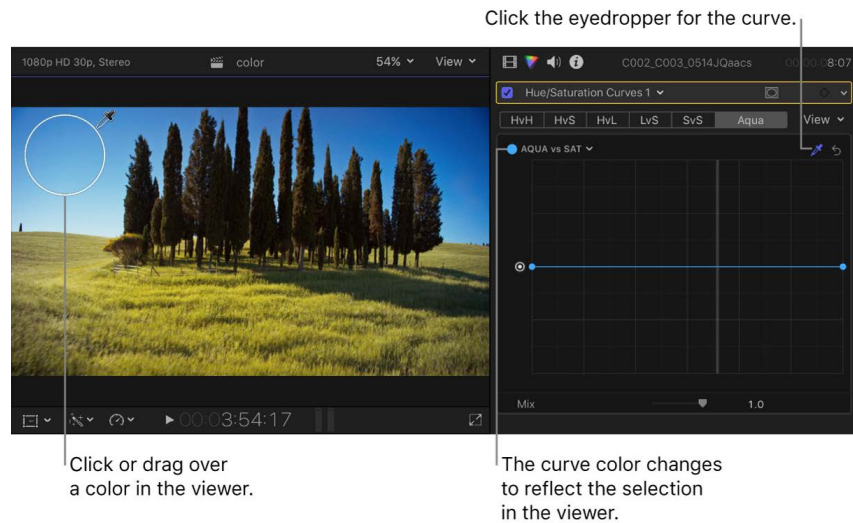 Click the eyedropper for the curve.
1080p HD 30p, Stereo
color
54%
View
C002_C003_0514JQaacs
00:00:08:07
Hue/Saturation Curves 1
HvH HvS HvL LvS SvS Aqua View
AQUA vs SAT
Mix 1.0
00:03:54:17
Click or drag over
a color in the viewer.
The curve color changes
to reflect the selection
in the viewer.